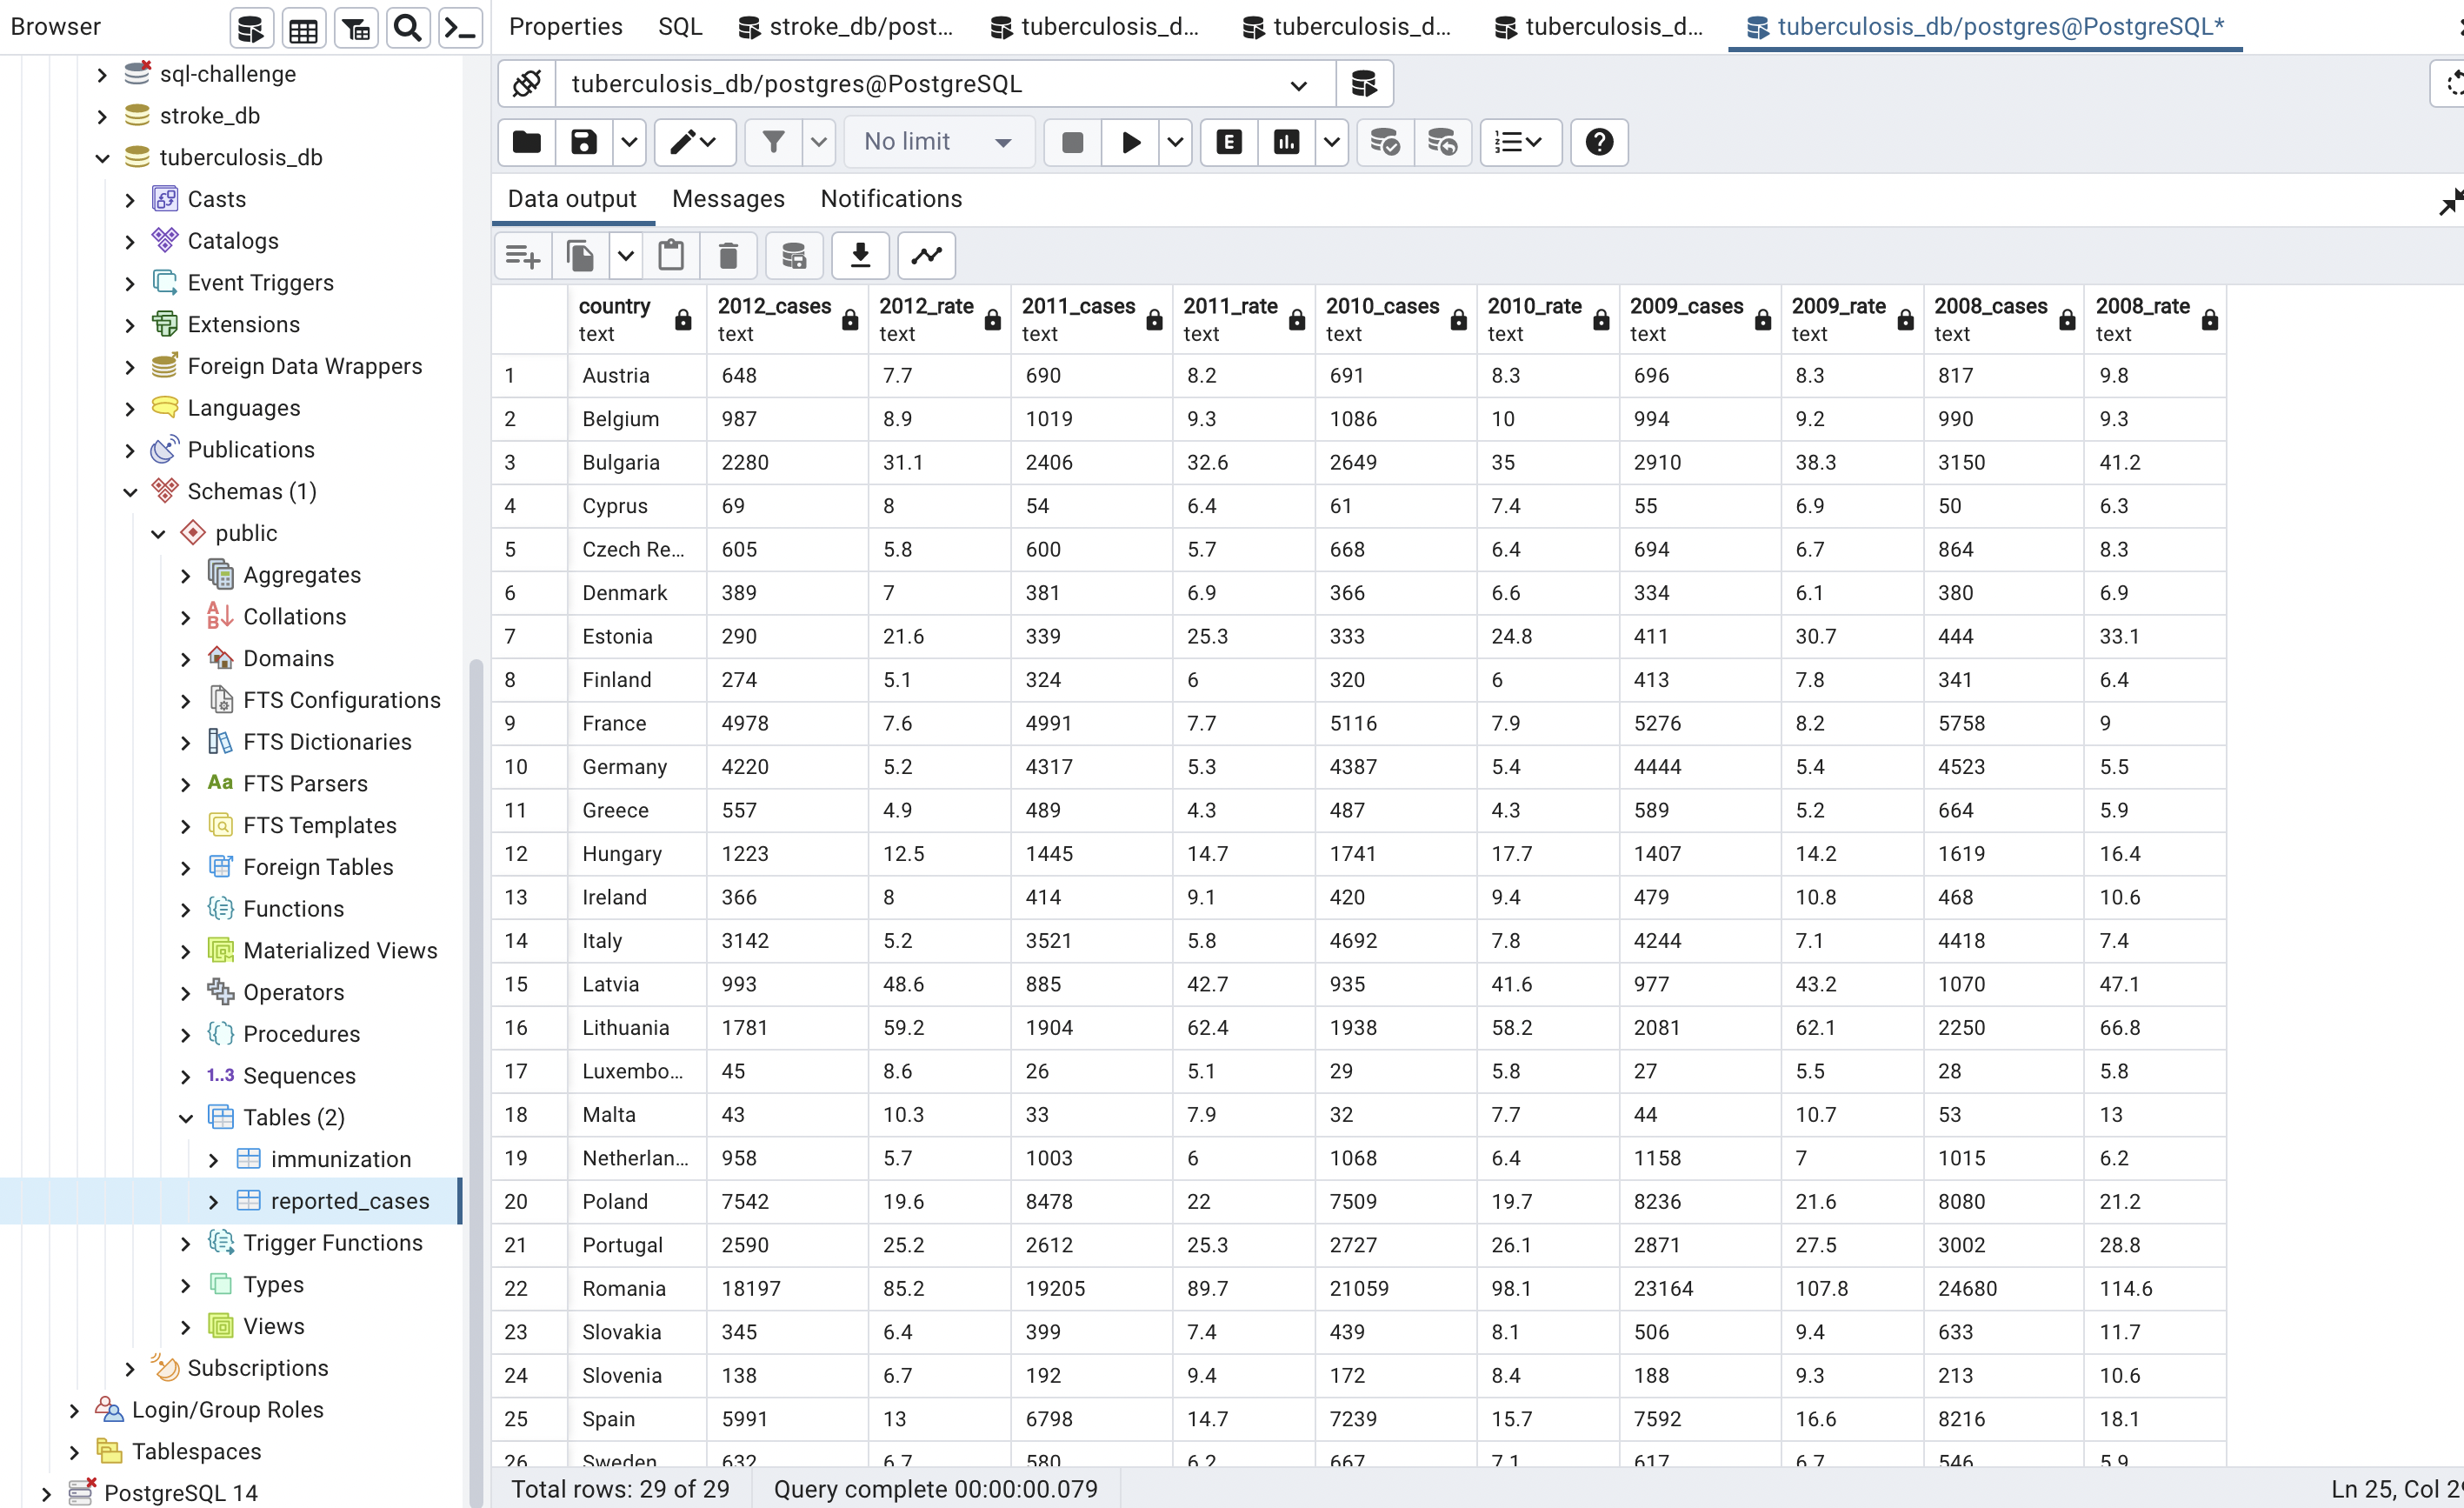 Browser
sql-challenge
stroke_db
tuberculosis_db
Casts
Catalogs
Event Triggers
Extensions
Foreign Data Wrappers
Languages
Publications
Schemas (1)
public
Aggregates
Collations
Domains
FTS Configurations
FTS Dictionaries
Aa FTS Parsers
FTS Templates
Foreign Tables
Functions
Materialized Views
Operators
Procedures
1..3 Sequences
Tables (2)
immunization
reported_cases
Trigger Functions
Types
Views
Subscriptions
Login/Group Roles
Tablespaces
PostgreSQL 14
Properties SQL stroke_db/post... tuberculosis_d... tuberculosis_d... tuberculosis_d... tuberculosis_db/postgres@PostgreSQL*
tuberculosis_db/postgres@PostgreSQL
No limit E
Data output Messages Notifications
country 2012_cases 2012_rate 2011_cases 2011_rate 2010_cases 2010_rate 2009_cases 2009_rate 2008_cases 2008_rate
text text text text text text text text text text text
1 Austria 648 7.7 690 8.2 691 8.3 696 8.3 817 9.8
2 Belgium 987 8.9 1019 9.3 1086 10 994 9.2 990 9.3
3 Bulgaria 2280 31.1 2406 32.6 2649 35 2910 38.3 3150 41.2
4 Cyprus 69 8 54 6.4 61 7.4 55 6.9 50 6.3
5 Czech Re... 605 5.8 600 5.7 668 6.4 694 6.7 864 8.3
6 Denmark 389 7 381 6.9 366 6.6 334 6.1 380 6.9
7 Estonia 290 21.6 339 25.3 333 24.8 411 30.7 444 33.1
8 Finland 274 5.1 324 6 320 6 413 7.8 341 6.4
9 France 4978 7.6 4991 7.7 5116 7.9 5276 8.2 5758 9
10 Germany 4220 5.2 4317 5.3 4387 5.4 4444 5.4 4523 5.5
11 Greece 557 4.9 489 4.3 487 4.3 589 5.2 664 5.9
12 Hungary 1223 12.5 1445 14.7 1741 17.7 1407 14.2 1619 16.4
13 Ireland 366 8 414 9.1 420 9.4 479 10.8 468 10.6
14 Italy 3142 5.2 3521 5.8 4692 7.8 4244 7.1 4418 7.4
15 Latvia 993 48.6 885 42.7 935 41.6 977 43.2 1070 47.1
16 Lithuania 1781 59.2 1904 62.4 1938 58.2 2081 62.1 2250 66.8
17 Luxembo... 45 8.6 26 5.1 29 5.8 27 5.5 28 5.8
18 Malta 43 10.3 33 7.9 32 7.7 44 10.7 53 13
19 Netherlan... 958 5.7 1003 6 1068 6.4 1158 7 1015 6.2
20 Poland 7542 19.6 8478 22 7509 19.7 8236 21.6 8080 21.2
21 Portugal 2590 25.2 2612 25.3 2727 26.1 2871 27.5 3002 28.8
22 Romania 18197 85.2 19205 89.7 21059 98.1 23164 107.8 24680 114.6
23 Slovakia 345 6.4 399 7.4 439 8.1 506 9.4 633 11.7
24 Slovenia 138 6.7 192 9.4 172 8.4 188 9.3 213 10.6
25 Spain 5991 13 6798 14.7 7239 15.7 7592 16.6 8216 18.1
26 Sweden 632 6.7 580 6.2 667 7.1 617 6.7 546 5.9
Total rows: 29 of 29 Query complete 00:00:00.079 Ln 25, Col